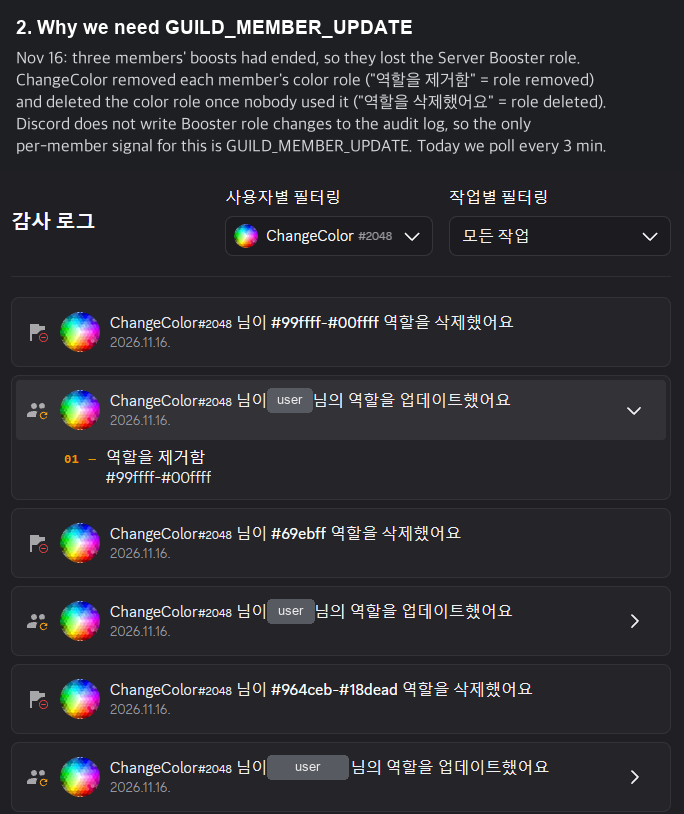 2. Why we need GUILD_MEMBER_UPDATE
Nov 16: three members' boosts had ended, so they lost the Server Booster role.
ChangeColor removed each member's color role ("역할을 제거함" = role removed)
and deleted the color role once nobody used it ("역할을 삭제했어요" = role deleted).
Discord does not write Booster role changes to the audit log, so the only
per-member signal for this is GUILD_MEMBER_UPDATE. Today we poll every 3 min.
감사 로그
사용자별 필터링
ChangeColor #2048
작업별 필터링
모든 작업
ChangeColor#2048 님이 #99ffff-#00ffff 역할을 삭제했어요
2026.11.16.
ChangeColor#2048 님이 user 님의 역할을 업데이트했어요
2026.11.16.
01 – 역할을 제거함
#99ffff-#00ffff
ChangeColor#2048 님이 #69ebff 역할을 삭제했어요
2026.11.16.
ChangeColor#2048 님이 user 님의 역할을 업데이트했어요
2026.11.16.
ChangeColor#2048 님이 #964ceb-#18dead 역할을 삭제했어요
2026.11.16.
ChangeColor#2048 님이 user 님의 역할을 업데이트했어요
2026.11.16.